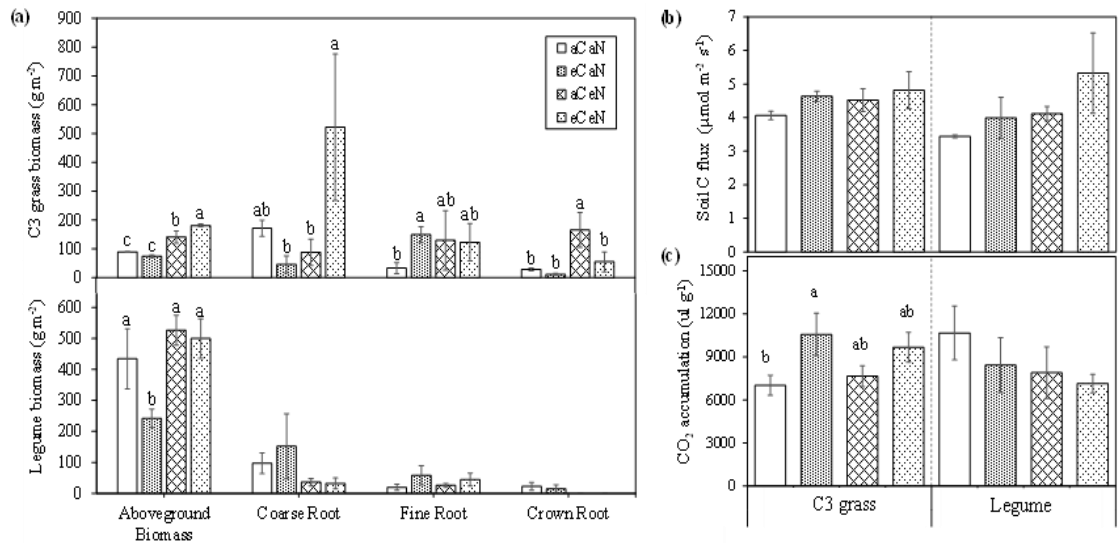 (a)
C3 grass biomass (g m-2)
900
800
700
600
500
400
300
200
100
0
aCaN
eCaN
aCeN
eCeN
c c b a
ab b b a
b a ab ab
b b a b
Legume biomass (g m-2)
600
500
400
300
200
100
0
a a a
Aboveground Biomass
Coarse Root
Fine Root
Crown Root
(b)
Soil C flux (µmol m-2 s-1)
7
6
5
4
3
2
1
0
(c)
CO2 accumulation (ul g-1)
15000
12000
9000
6000
3000
0
b a ab ab
C3 grass
Legume